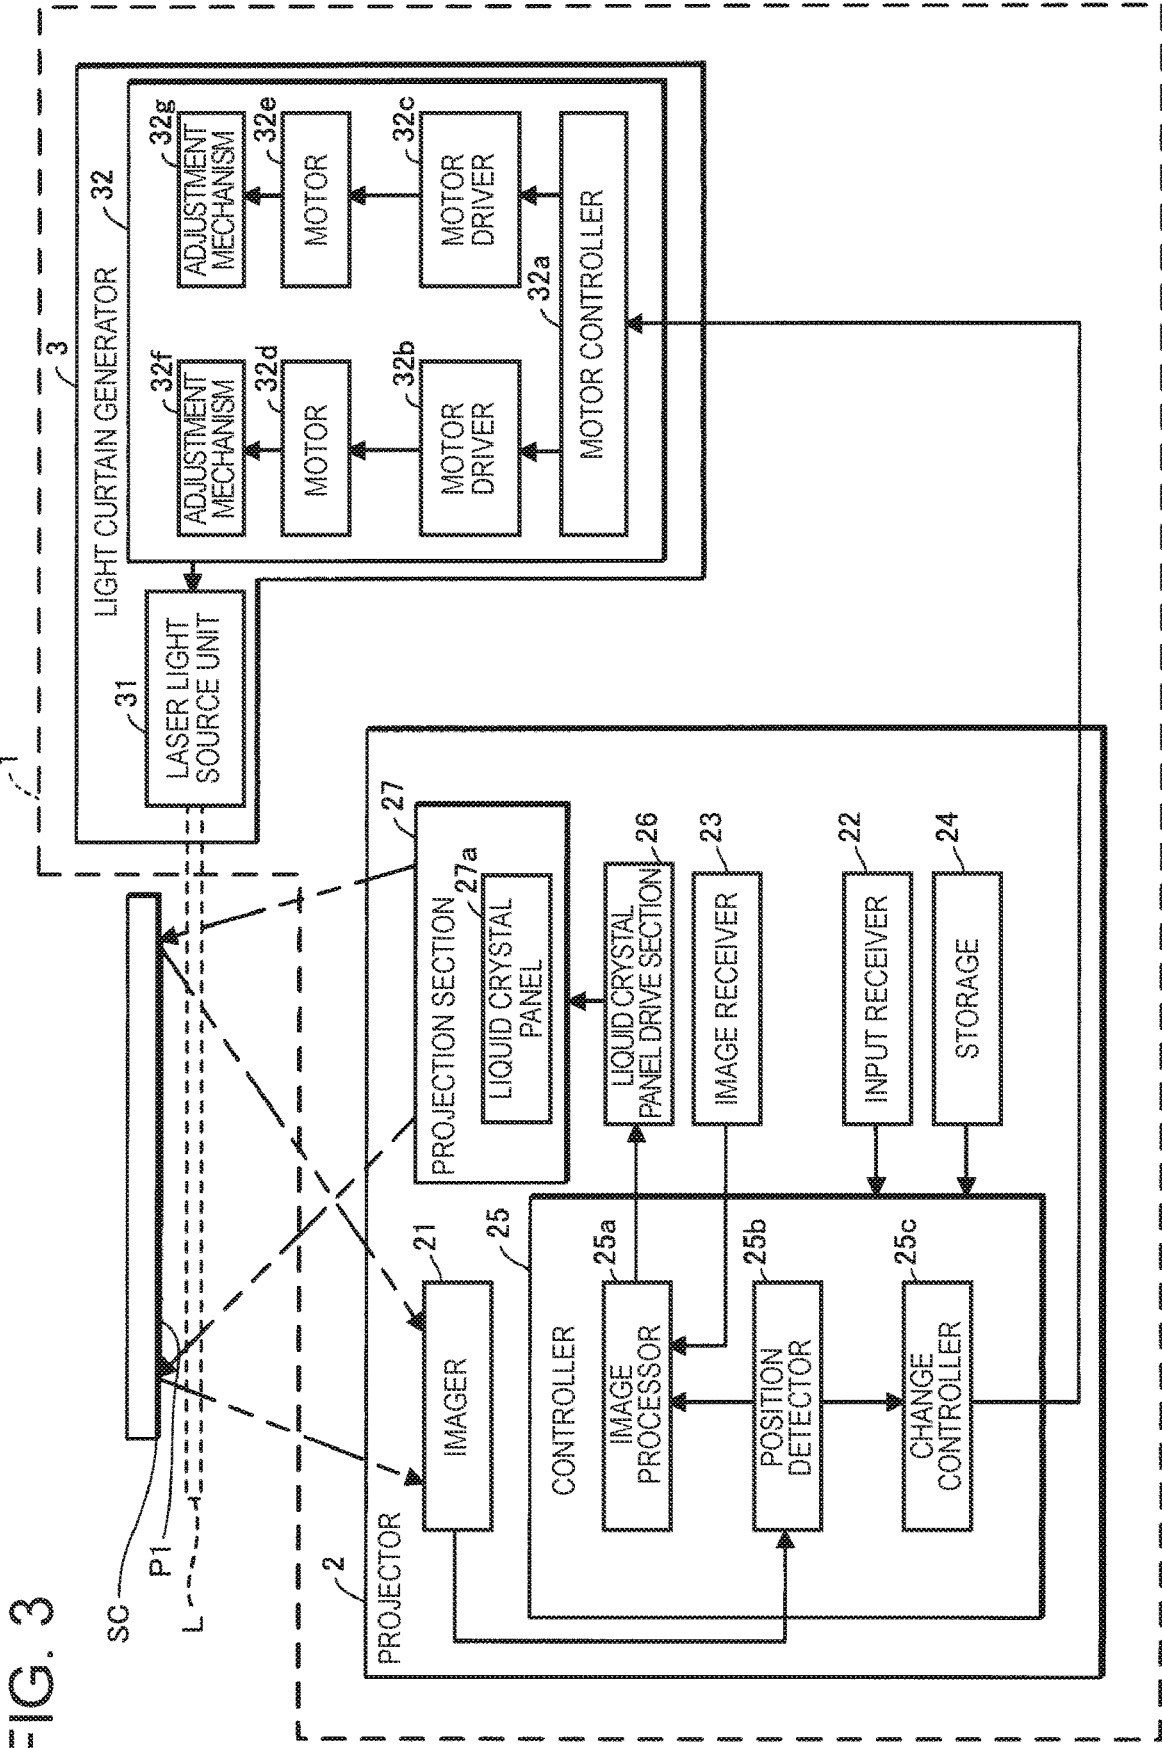 FIG. 3
1
SC
P1
L
3
LIGHT CURTAIN GENERATOR
31
LASER LIGHT
SOURCE UNIT
32
32f
ADJUSTMENT
MECHANISM
32g
ADJUSTMENT
MECHANISM
32d
MOTOR
32e
MOTOR
32b
MOTOR
DRIVER
32c
MOTOR
DRIVER
32a
MOTOR CONTROLLER
2
PROJECTOR
21
IMAGER
27
PROJECTION SECTION
27a
LIQUID CRYSTAL
PANEL
25
CONTROLLER
25a
IMAGE
PROCESSOR
26
LIQUID CRYSTAL
PANEL DRIVE SECTION
23
IMAGE RECEIVER
25b
POSITION
DETECTOR
22
INPUT RECEIVER
25c
CHANGE
CONTROLLER
24
STORAGE